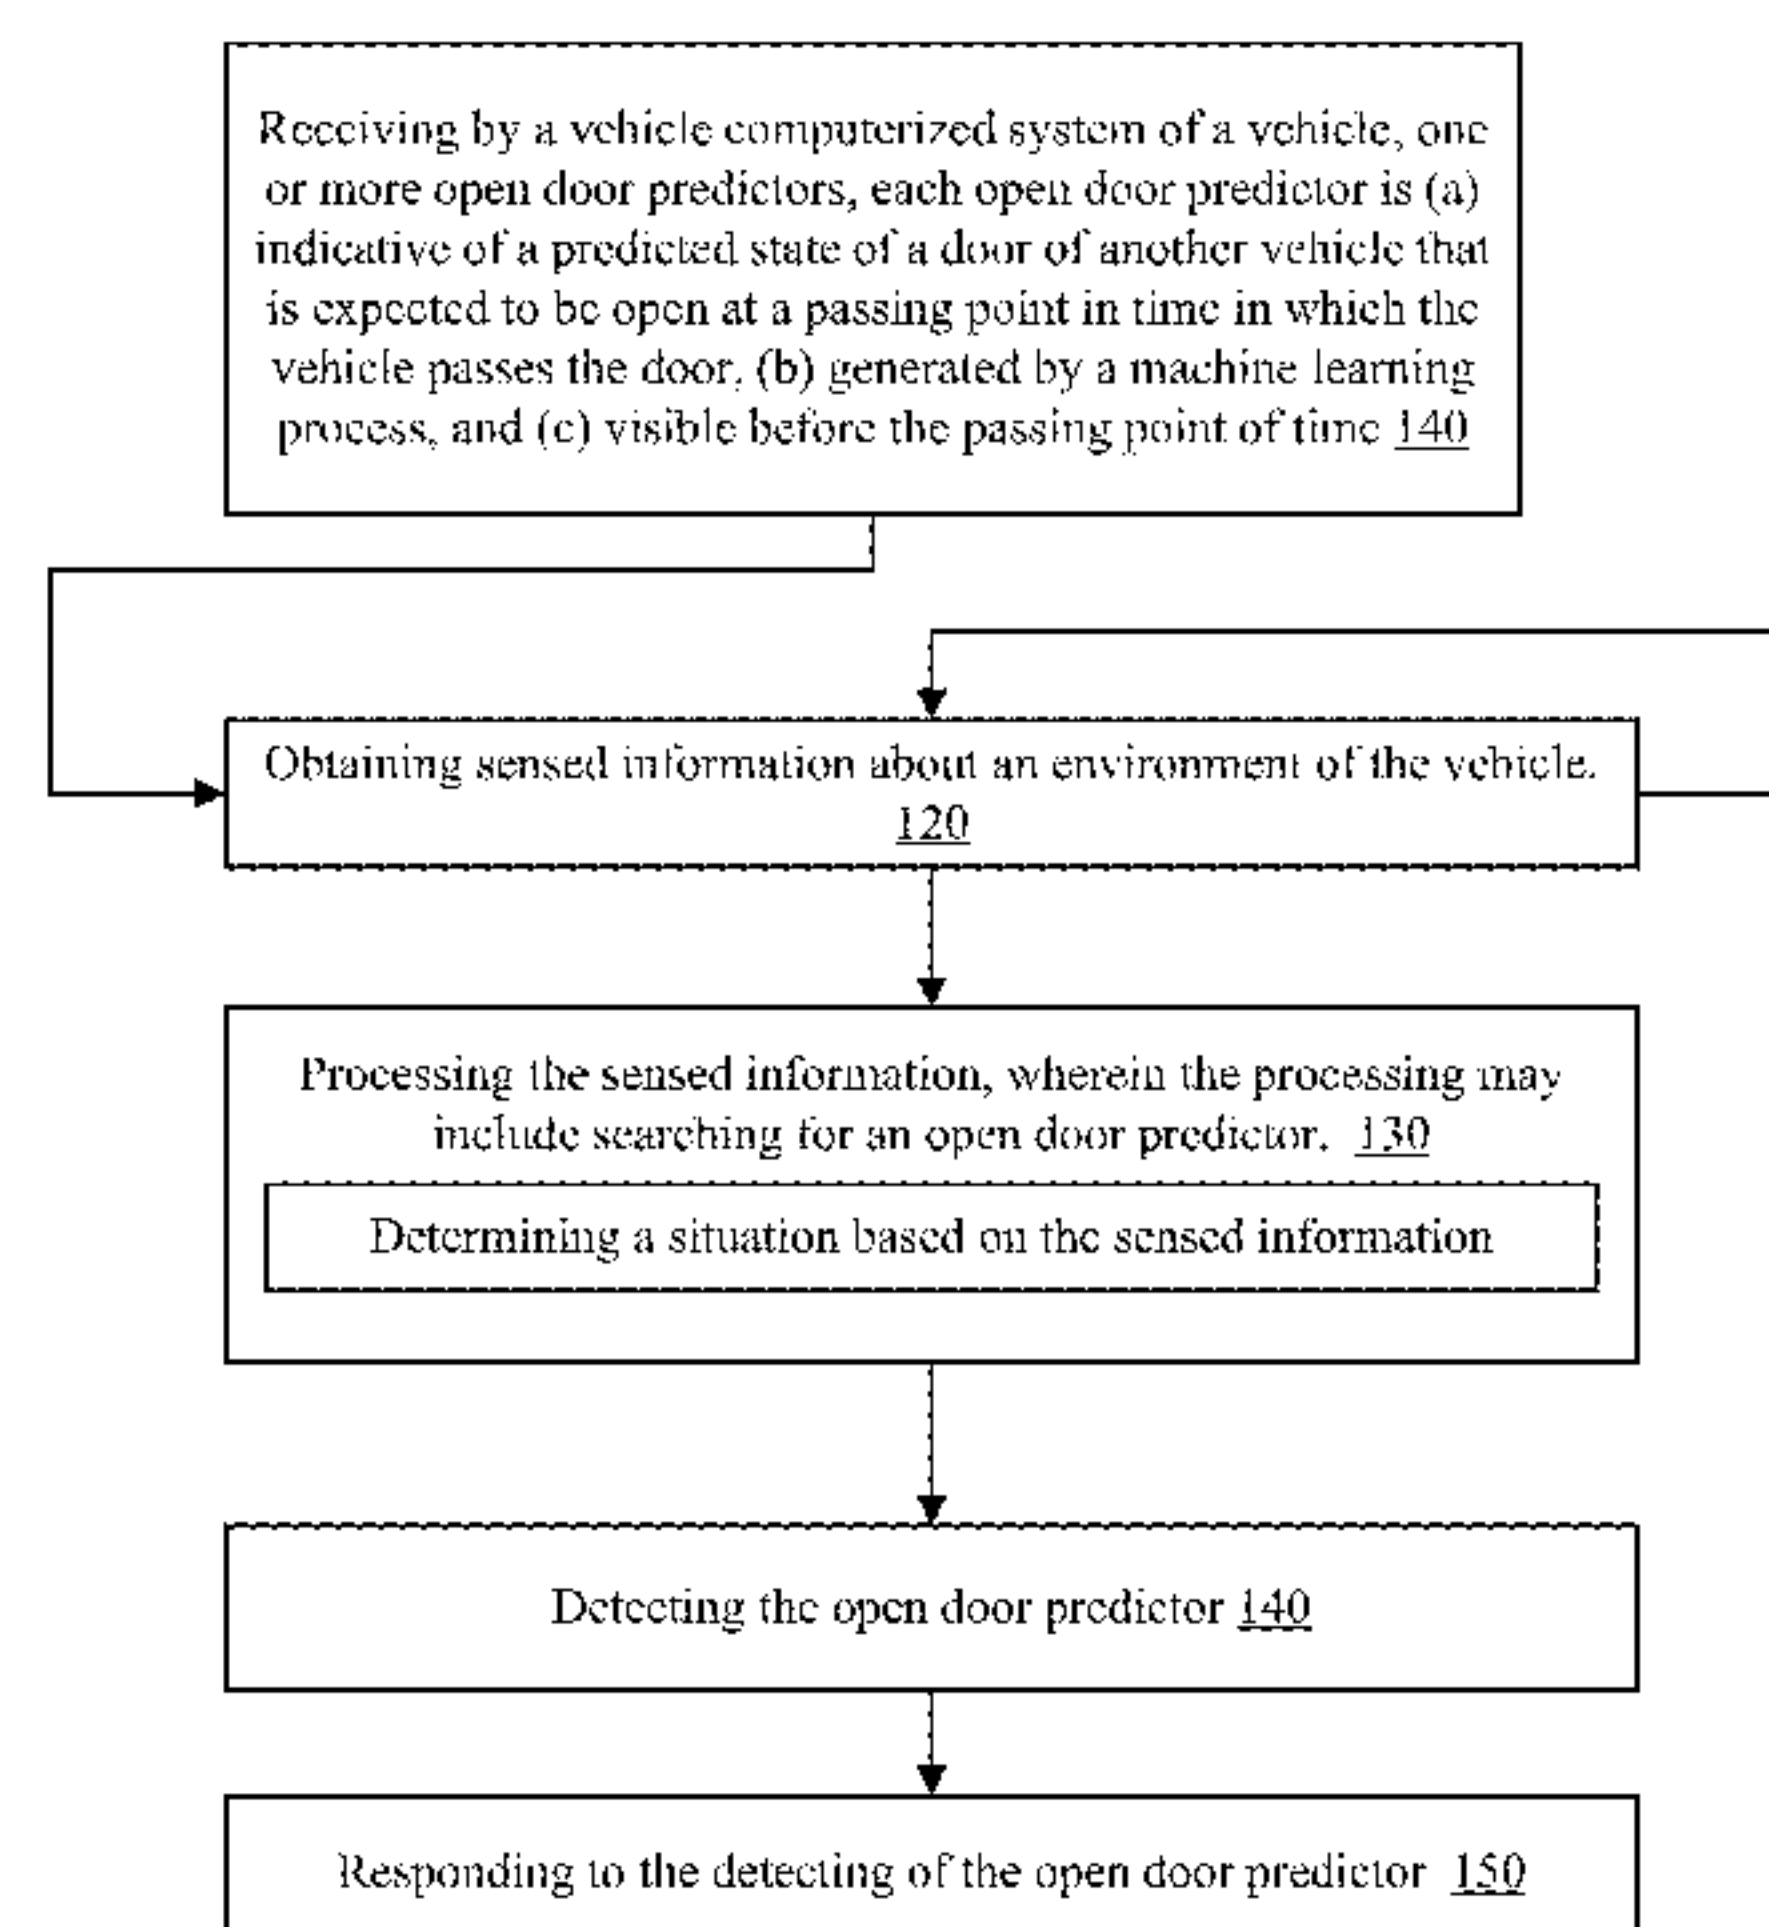 Receiving by a vehicle computerized system of a vehicle, one
or more open door predictors, each open door predictor is (a)
indicative of a predicted state of a door of another vehicle that
is expected to be open at a passing point in time in which the
vehicle passes the door, (b) generated by a machine learning
process, and (c) visible before the passing point of time 140
Obtaining sensed information about an environment of the vehicle.
120
Processing the sensed information, wherein the processing may
include searching for an open door predictor. 130
Determining a situation based on the sensed information
Detecting the open door predictor 140
Responding to the detecting of the open door predictor 150